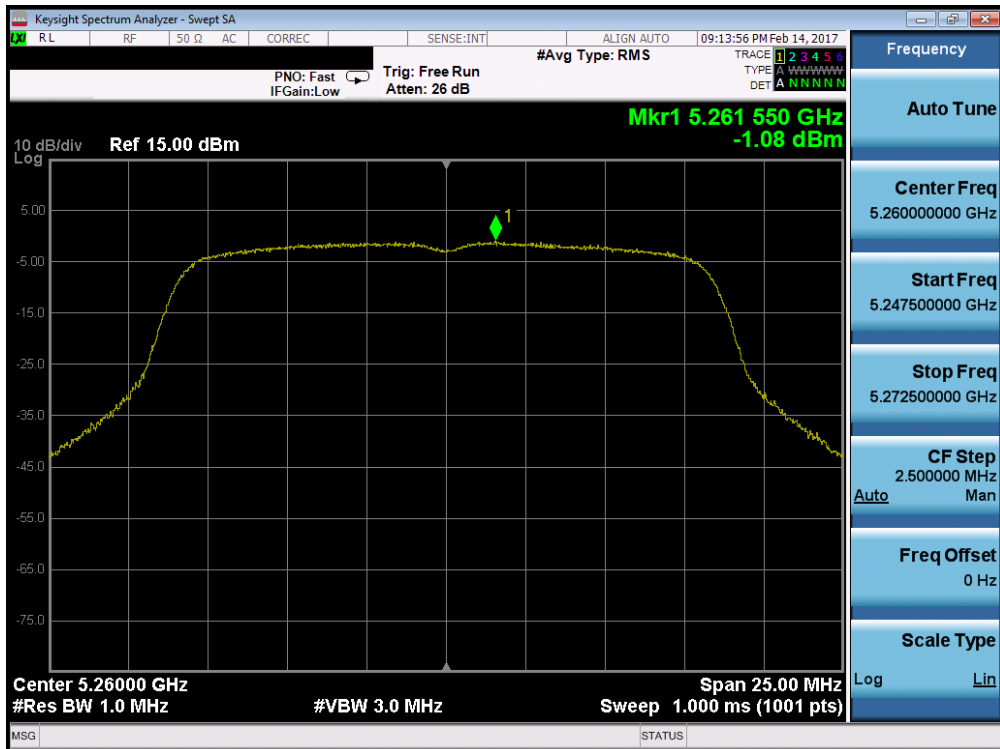 Keysight Spectrum Analyzer - Swept SA
LXI RL RF 50 Ω AC CORREC SENSE:INT ALIGN AUTO 09:13:56 PM Feb 14, 2017
#Avg Type: RMS
TRACE 1 2 3 4 5 6
PNO: Fast Trig: Free Run
TYPE A WWWWW
IFGain:Low Atten: 26 dB
DET A N N N N N
Mkr1 5.261 550 GHz
-1.08 dBm
10 dB/div Ref 15.00 dBm
Log
1
5.00
-5.00
-15.0
-25.0
-35.0
-45.0
-55.0
-65.0
-75.0
Center 5.26000 GHz Span 25.00 MHz
#Res BW 1.0 MHz #VBW 3.0 MHz Sweep 1.000 ms (1001 pts)
MSG STATUS
Frequency
Auto Tune
Center Freq
5.260000000 GHz
Start Freq
5.247500000 GHz
Stop Freq
5.272500000 GHz
CF Step
2.500000 MHz
Auto Man
Freq Offset
0 Hz
Scale Type
Log Lin